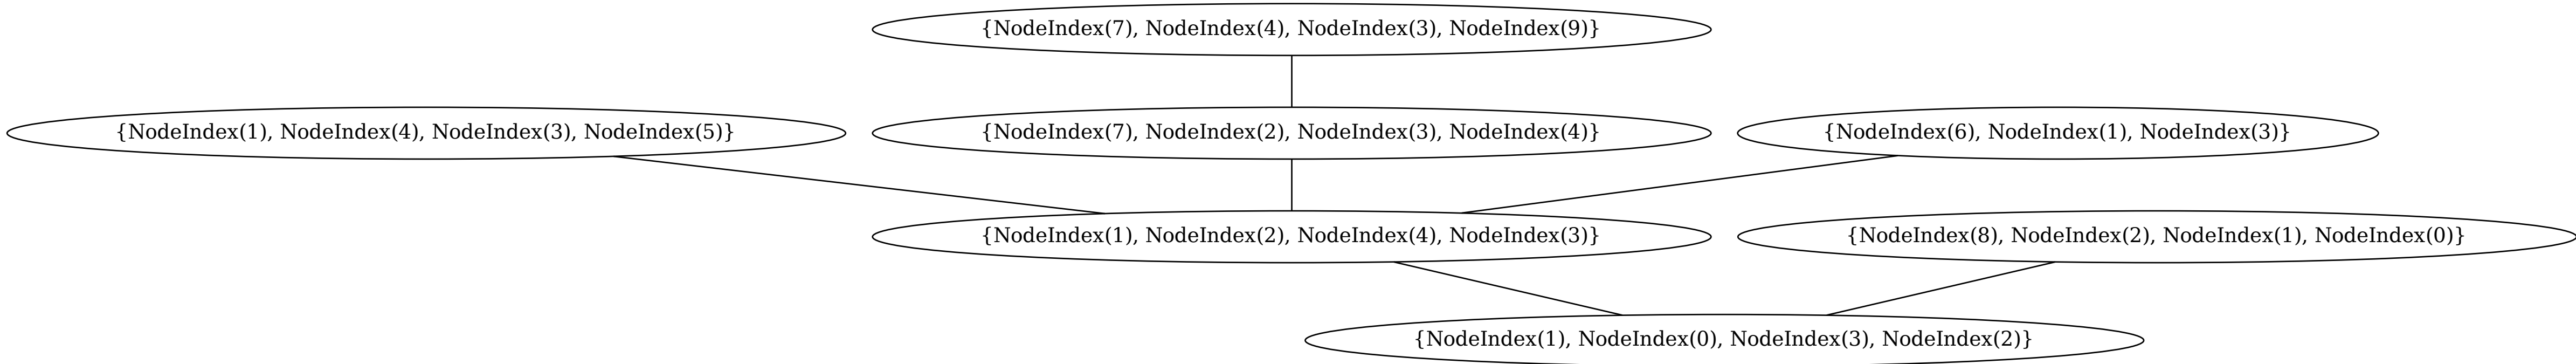 {NodeIndex(7), NodeIndex(4), NodeIndex(3), NodeIndex(9)}
{NodeIndex(1), NodeIndex(4), NodeIndex(3), NodeIndex(5)}
{NodeIndex(7), NodeIndex(2), NodeIndex(3), NodeIndex(4)}
{NodeIndex(6), NodeIndex(1), NodeIndex(3)}
{NodeIndex(1), NodeIndex(2), NodeIndex(4), NodeIndex(3)}
{NodeIndex(8), NodeIndex(2), NodeIndex(1), NodeIndex(0)}
{NodeIndex(1), NodeIndex(0), NodeIndex(3), NodeIndex(2)}